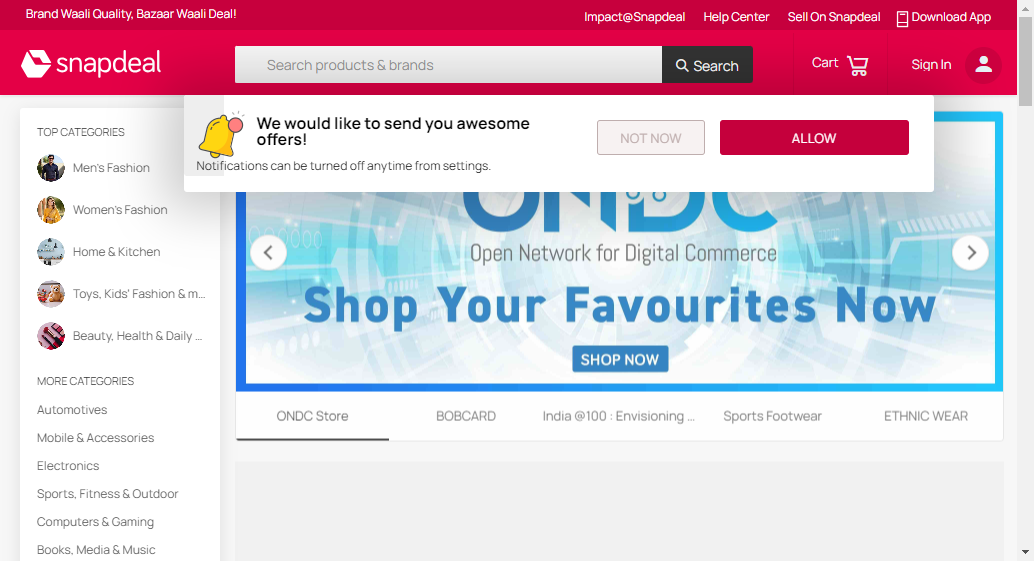 Brand Waali Quality, Bazaar Waali Deal!
Impact@Snapdeal
Help Center
Sell On Snapdeal
Download App
snapdeal
Search products & brands
Search
Cart
Sign In
We would like to send you awesome
offers!
Notifications can be turned off anytime from settings.
NOT NOW
ALLOW
TOP CATEGORIES
Men's Fashion
Women's Fashion
Home & Kitchen
Toys, Kids' Fashion & m...
Beauty, Health & Daily ...
MORE CATEGORIES
Automotives
Mobile & Accessories
Electronics
Sports, Fitness & Outdoor
Computers & Gaming
Books, Media & Music
ONDC
Open Network for Digital Commerce
Shop Your Favourites Now
SHOP NOW
ONDC Store
BOBCARD
India @100 : Envisioning ...
Sports Footwear
ETHNIC WEAR